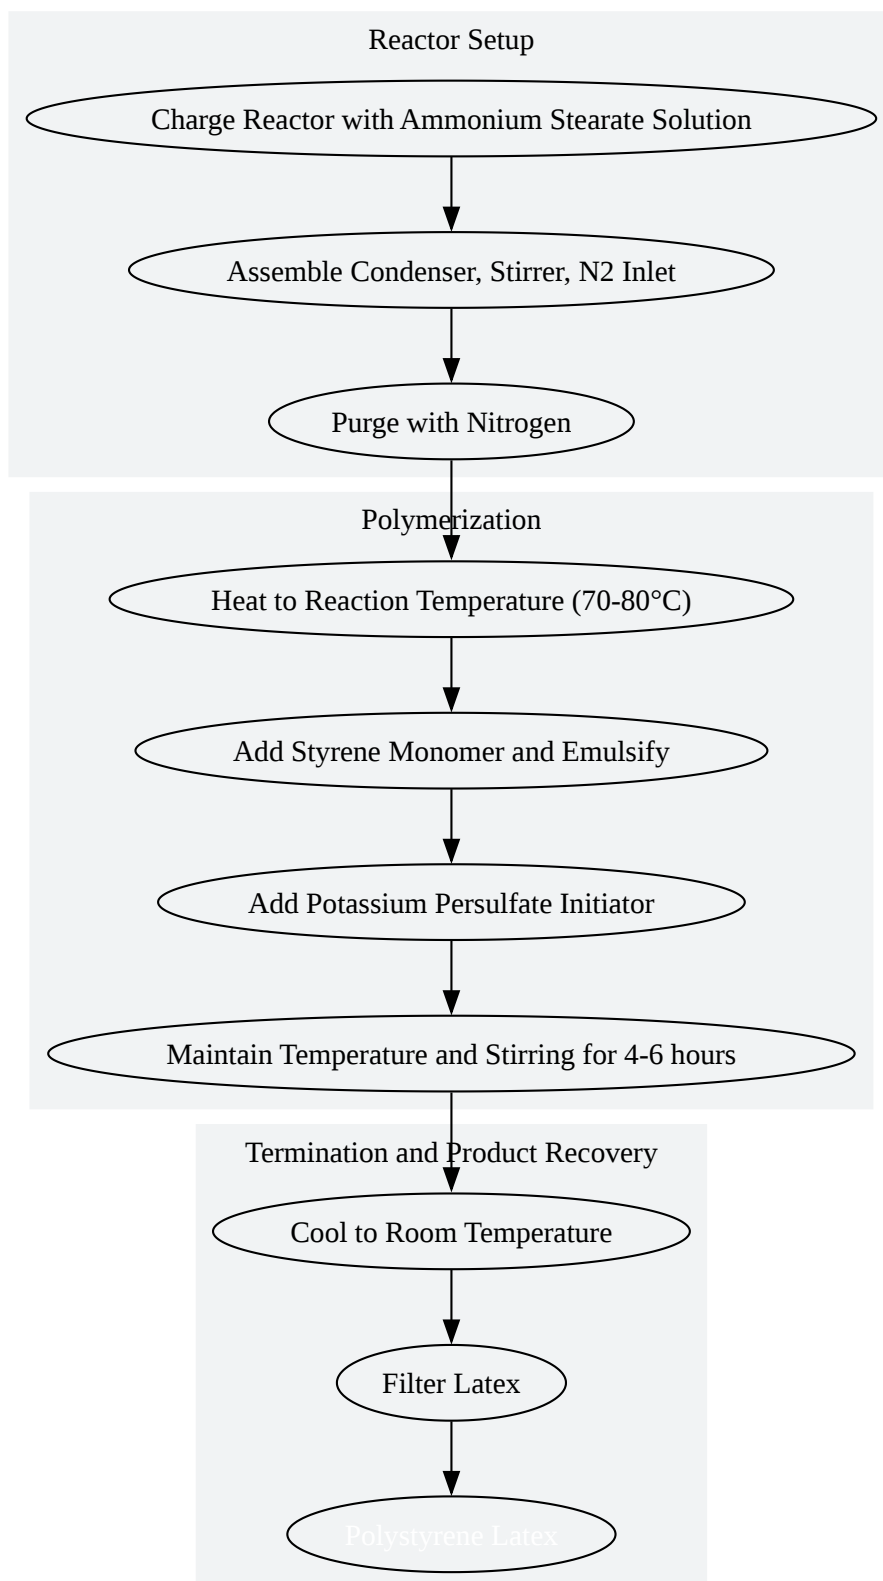 Reactor Setup
Charge Reactor with Ammonium Stearate Solution
Assemble Condenser, Stirrer, N2 Inlet
Purge with Nitrogen
Polymerization
Heat to Reaction Temperature (70-80°C)
Add Styrene Monomer and Emulsify
Add Potassium Persulfate Initiator
Maintain Temperature and Stirring for 4-6 hours
Termination and Product Recovery
Cool to Room Temperature
Filter Latex
Polystyrene Latex